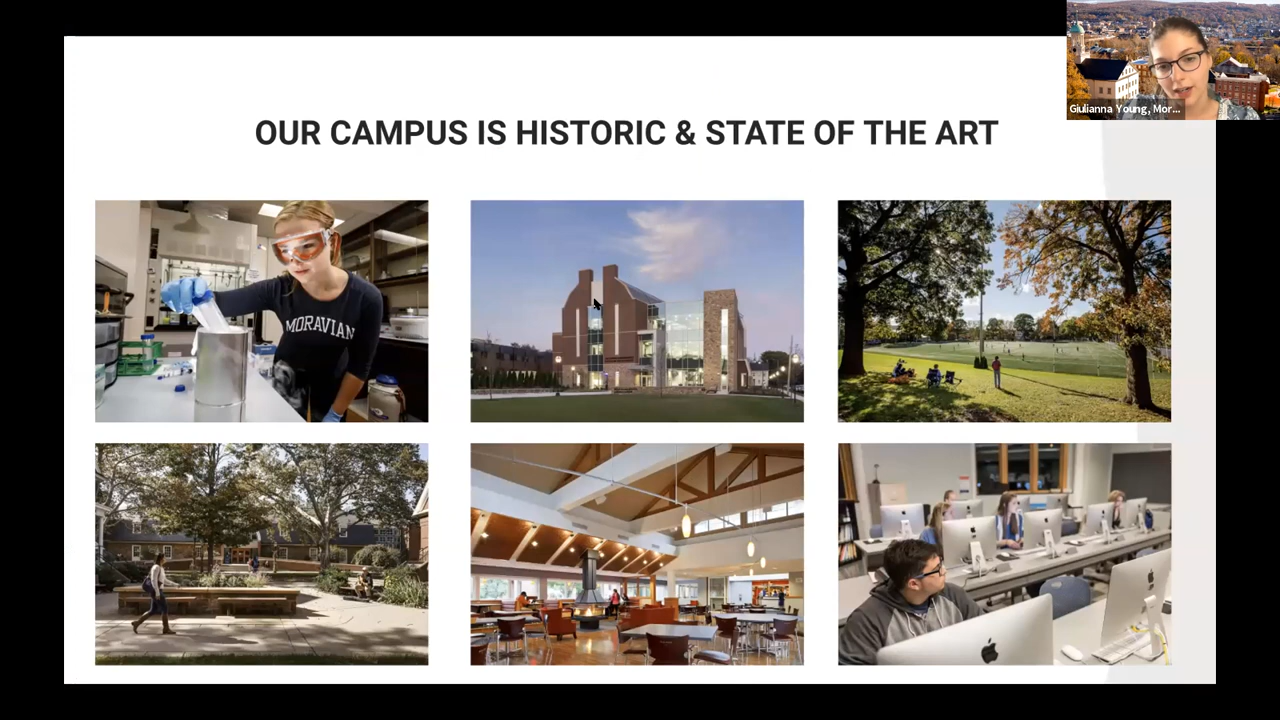 Giulianna Young, Mor...
OUR CAMPUS IS HISTORIC & STATE OF THE ART
MORAVIAN